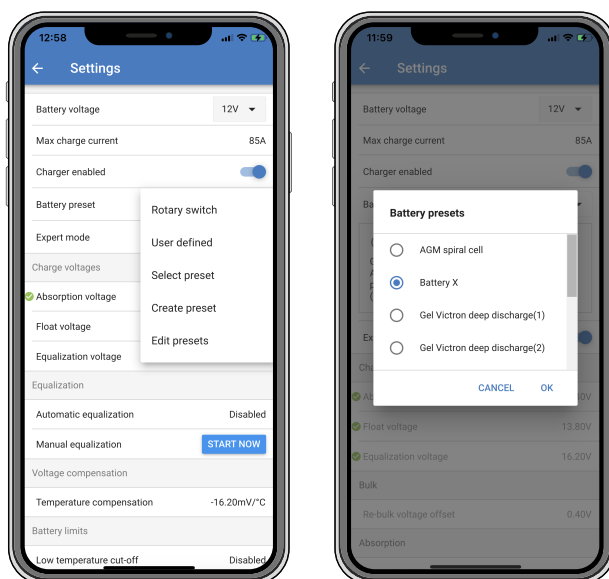 12:58
Settings
Battery voltage 12V
Max charge current 85A
Charger enabled
Battery preset
Rotary switch
Expert mode
User defined
Charge voltages
Select preset
Absorption voltage
Create preset
Float voltage
Edit presets
Equalization voltage
Equalization
Automatic equalization Disabled
Manual equalization START NOW
Voltage compensation
Temperature compensation -16.20mV/°C
Battery limits
Low temperature cut-off Disabled
11:59
Settings
Battery voltage 12V
Max charge current 85A
Charger enabled
Battery presets
AGM spiral cell
Battery X
Gel Victron deep discharge(1)
Gel Victron deep discharge(2)
CANCEL OK
Float voltage 13.80V
Equalization voltage 16.20V
Bulk
Re-bulk voltage offset 0.40V
Absorption